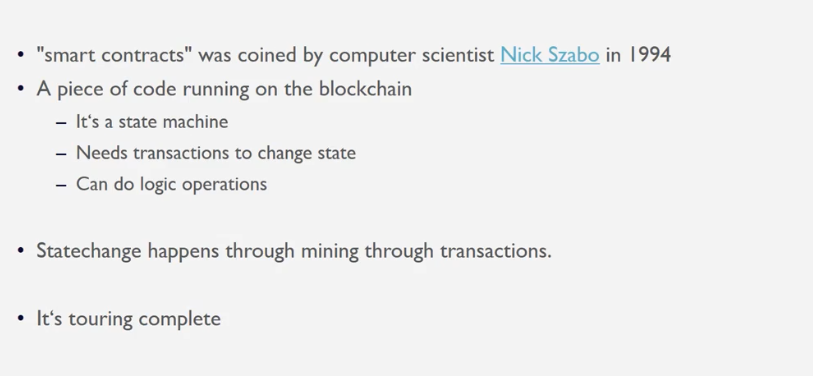 • "smart contracts" was coined by computer scientist Nick Szabo in 1994
• A piece of code running on the blockchain
– It‘s a state machine
– Needs transactions to change state
– Can do logic operations
• Statechange happens through mining through transactions.
• It‘s touring complete